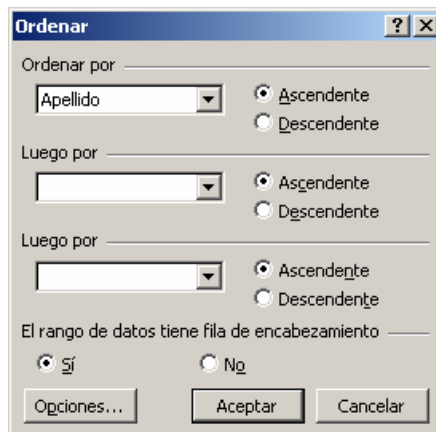 Ordenar
Ordenar por
Apellido
Ascendente
Descendente
Luego por
Ascendente
Descendente
Luego por
Ascendente
Descendente
El rango de datos tiene fila de encabezamiento
Sí No
Opciones... Aceptar Cancelar